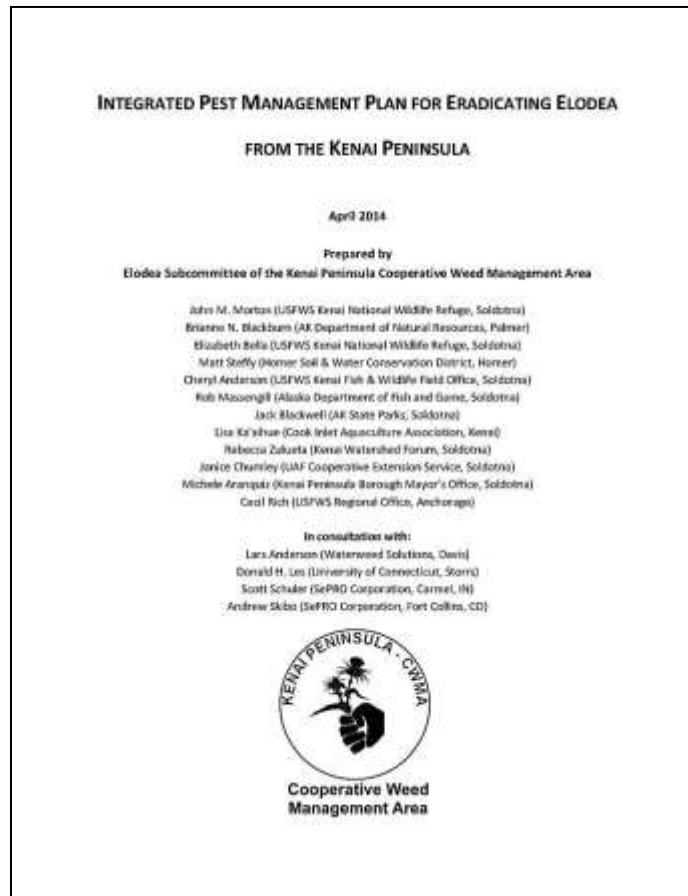 INTEGRATED PEST MANAGEMENT PLAN FOR ERADICATING ELODEA
FROM THE KENAI PENINSULA
April 2014
Prepared by
Elodea Subcommittee of the Kenai Peninsula Cooperative Weed Management Area
John M. Morton (USFWS Kenai National Wildlife Refuge, Soldotna)
Brianne N. Blackburn (AK Department of Natural Resources, Palmer)
Elizabeth Bella (USFWS Kenai National Wildlife Refuge, Soldotna)
Matt Steffy (Homer Soil & Water Conservation District, Homer)
Cheryl Anderson (USFWS Kenai Fish & Wildlife Field Office, Soldotna)
Rob Massengill (Alaska Department of Fish and Game, Soldotna)
Jack Blackwell (AK State Parks, Soldotna)
Lisa Ka'aihue (Cook Inlet Aquaculture Association, Kenai)
Rebecca Zulueta (Kenai Watershed Forum, Soldotna)
Janice Chumley (UAF Cooperative Extension Service, Soldotna)
Michele (Kenai Peninsula Borough Mayor's Office, Soldotna)
Cecil Rich (USFWS Regional Office, Anchorage)
In consultation with:
Lars Anderson (Waterweed Solutions, Davis)
Donald H. Les (University of Connecticut, Storrs)
Scott Schuler (SePRO Corporation, Carmel, IN)
Andrew Skibo (SePRO Corporation, Fort Collins, CO)
KENAI PENINSULA - CWMA
Cooperative Weed
Management Area